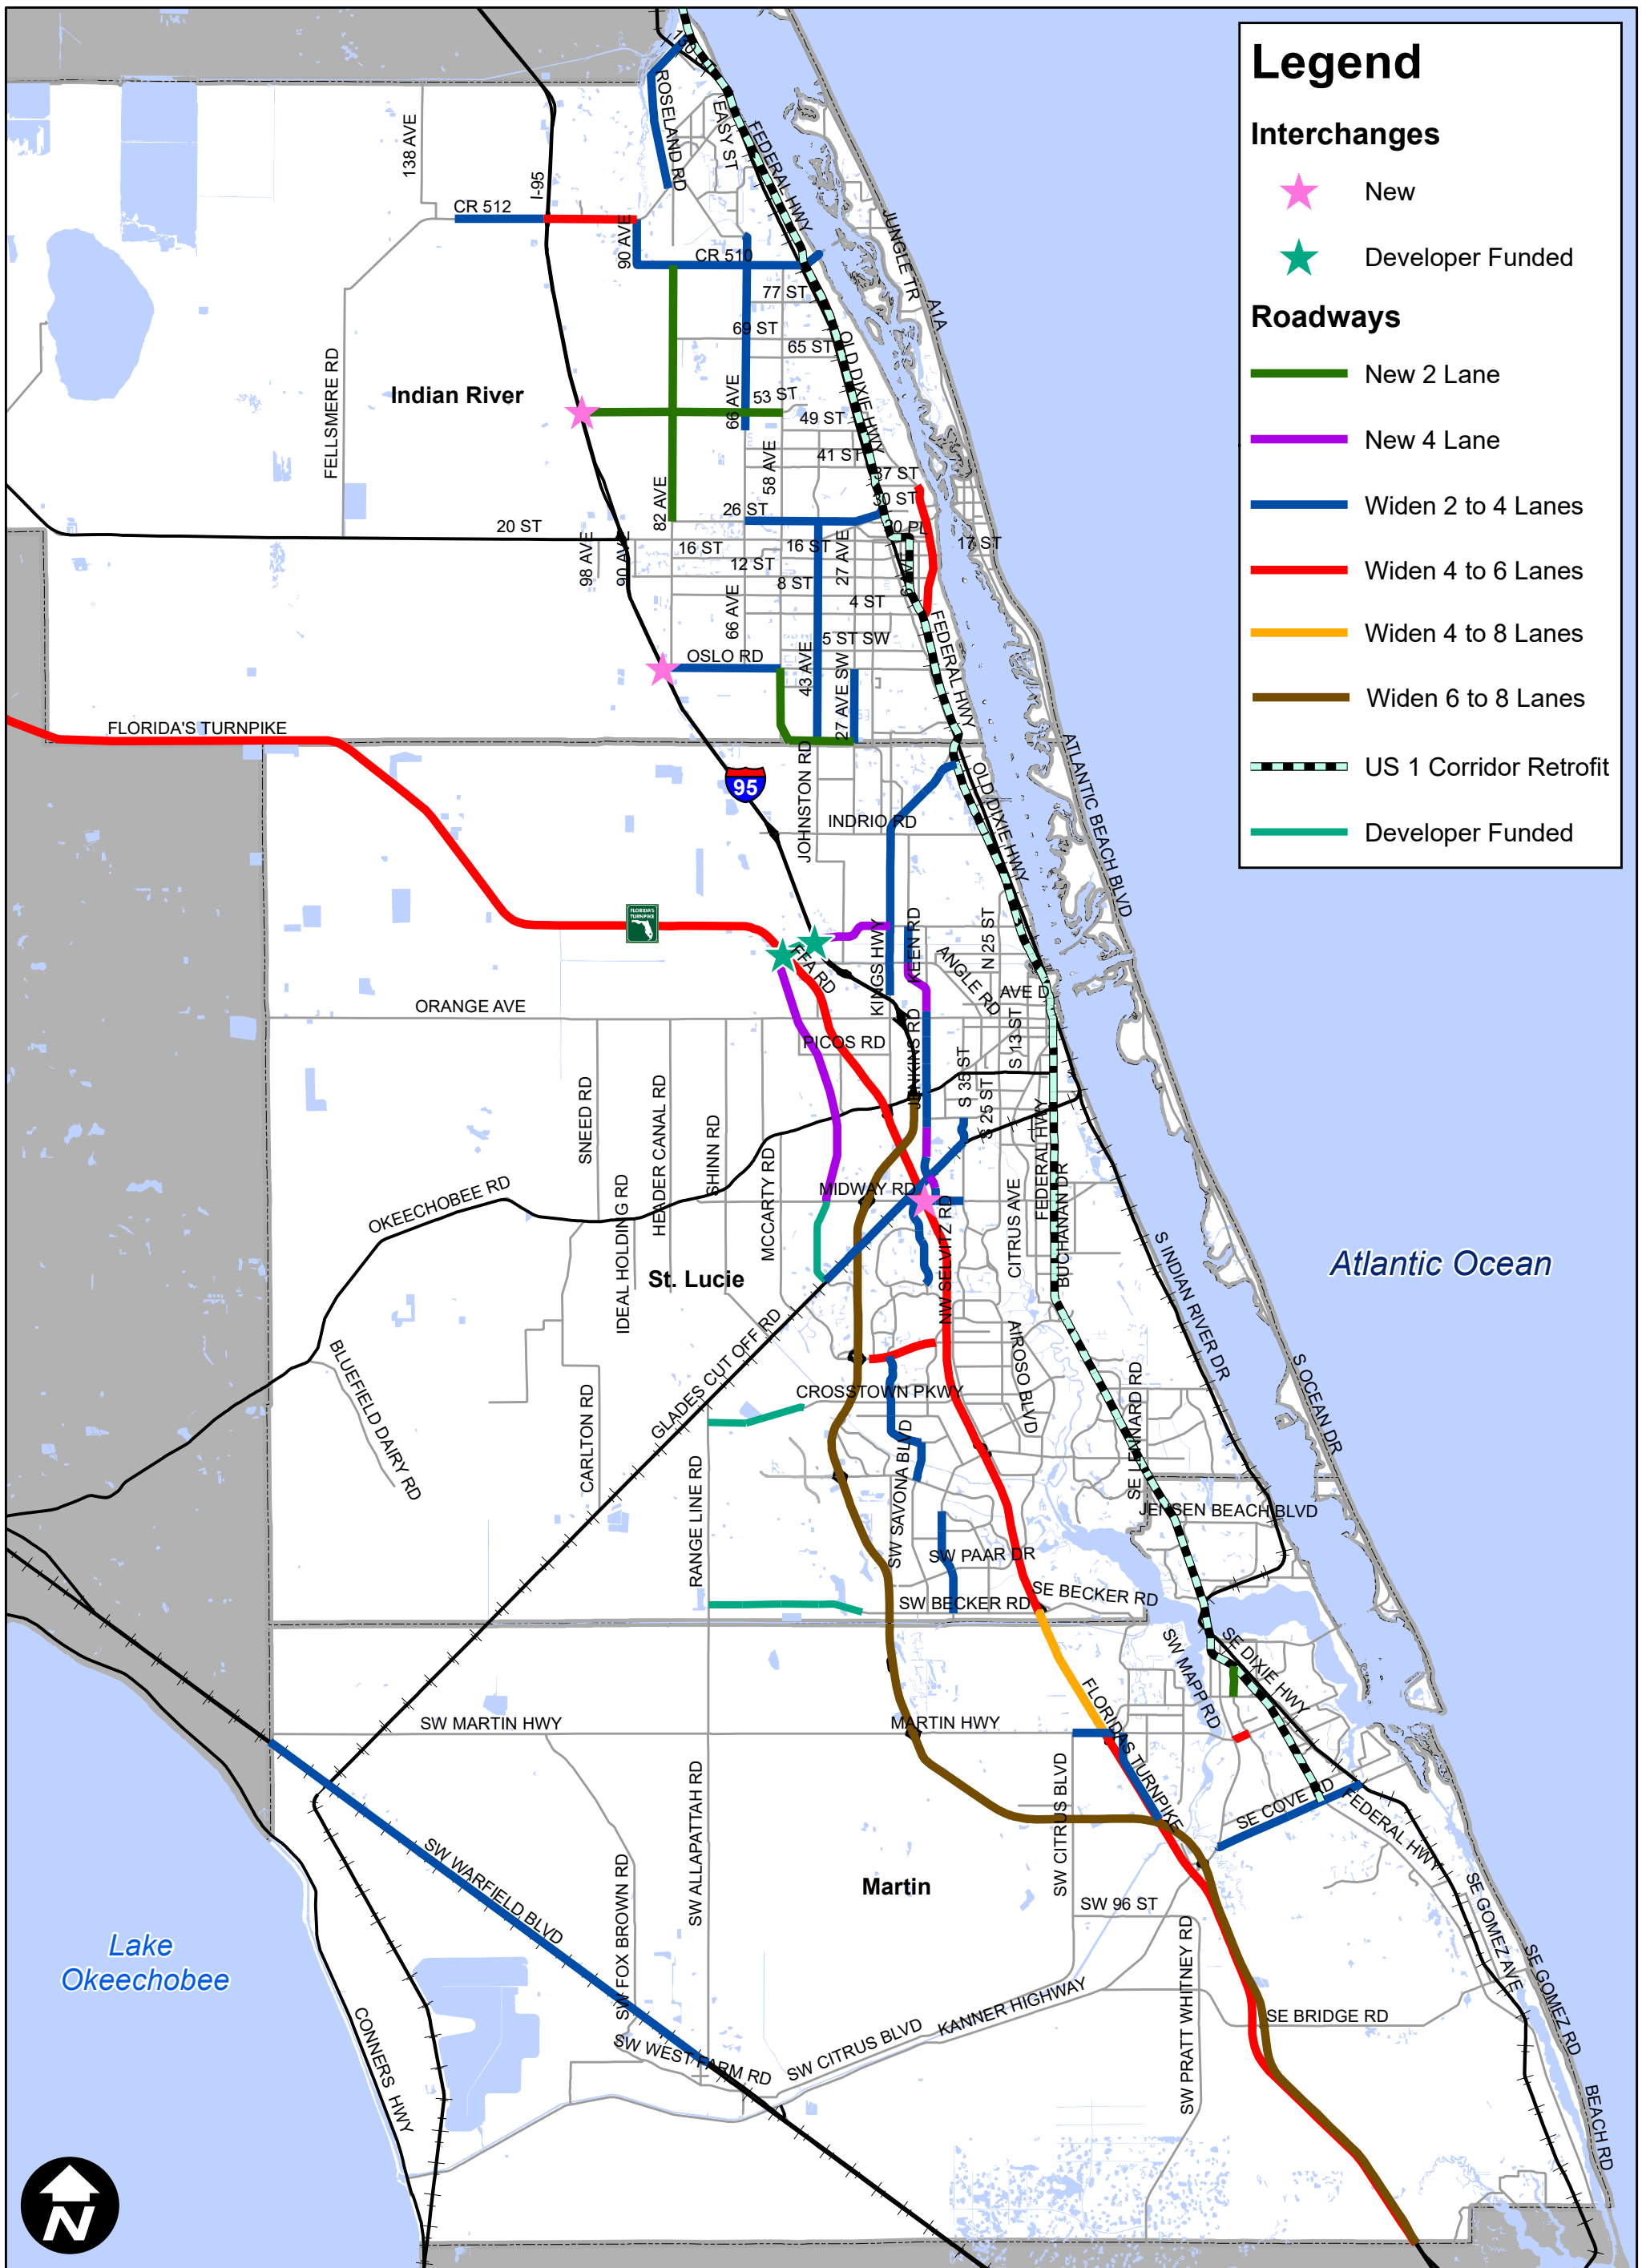 Legend
Interchanges
New
Developer Funded
Roadways
New 2 Lane
New 4 Lane
Widen 2 to 4 Lanes
Widen 4 to 6 Lanes
Widen 4 to 8 Lanes
Widen 6 to 8 Lanes
US 1 Corridor Retrofit
Developer Funded
ROSELAND RD
EASY ST
FEDERAL HWY
138 AVE
I-95
CR 512
90 AVE
CR 510
JUNGLE TR
A1A
77 ST
69 ST
65 ST
OLD DIXIE HWY
FELLSMERE RD
Indian River
66 AVE
53 ST
49 ST
58 AVE
41 ST
37 ST
82 AVE
26 ST
30 ST
20 ST
20 PL
98 AVE
90 AVE
16 ST
16 ST
27 AVE
17 ST
12 ST
8 ST
66 AVE
4 ST
5 ST SW
OSLO RD
43 AVE
27 AVE SW
FEDERAL HWY
FLORIDA'S TURNPIKE
95
JOHNSTON RD
INDRIO RD
OLD DIXIE HWY
ATLANTIC BEACH BLVD
FLORIDA'S
TURNPIKE
FFA RD
KINGS HWY
KEEN RD
ANGLE RD
N 25 ST
ORANGE AVE
AVE D
PICOS RD
JENKINS RD
S 35 ST
S 13 ST
S 25 ST
SNEED RD
HEADER CANAL RD
SHINN RD
MCCARTY RD
OKEECHOBEE RD
IDEAL HOLDING RD
MIDWAY RD
NW SELVITZ RD
CITRUS AVE
FEDERAL HWY
BUCHANAN DR
S INDIAN RIVER DR
Atlantic Ocean
St. Lucie
GLADES CUT OFF RD
BLUEFIELD DAIRY RD
CARLTON RD
CROSSTOWN PKWY
AIROSO BLVD
SE LENNARD RD
S OCEAN DR
RANGE LINE RD
SW SAVONA BLVD
JENSEN BEACH BLVD
SW PAAR DR
SE BECKER RD
SW BECKER RD
SW MAPP RD
SE DIXIE HWY
SW MARTIN HWY
MARTIN HWY
FLORIDAS TURNPIKE
SW CITRUS BLVD
SE COVE RD
FEDERAL HWY
SW ALLAPATTAH RD
SW WARFIELD BLVD
SW FOX BROWN RD
Martin
SW 96 ST
SE GOMEZ AVE
SE GOMEZ RD
Lake
Okeechobee
SW PRATT WHITNEY RD
KANNER HIGHWAY
SE BRIDGE RD
SW CITRUS BLVD
SW WEST FARM RD
CONNERS HWY
BEACH RD
N